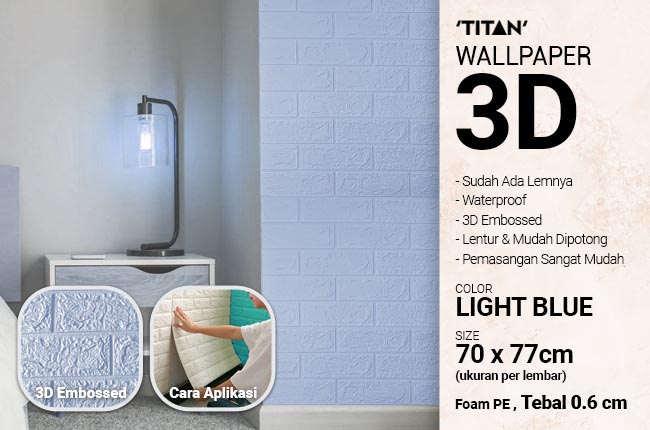 'TITAN'
WALLPAPER
3D
- Sudah Ada Lemnya
- Waterproof
- 3D Embossed
- Lentur & Mudah Dipotong
- Pemasangan Sangat Mudah
COLOR
LIGHT BLUE
SIZE
70 x 77cm
(ukuran per lembar)
Foam PE , Tebal 0.6 cm
3D Embossed
Cara Aplikasi